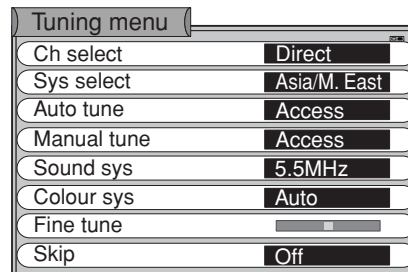 Tuning menu
Ch select Direct
Sys select Asia/M. East
Auto tune Access
Manual tune Access
Sound sys 5.5MHz
Colour sys Auto
Fine tune
Skip Off